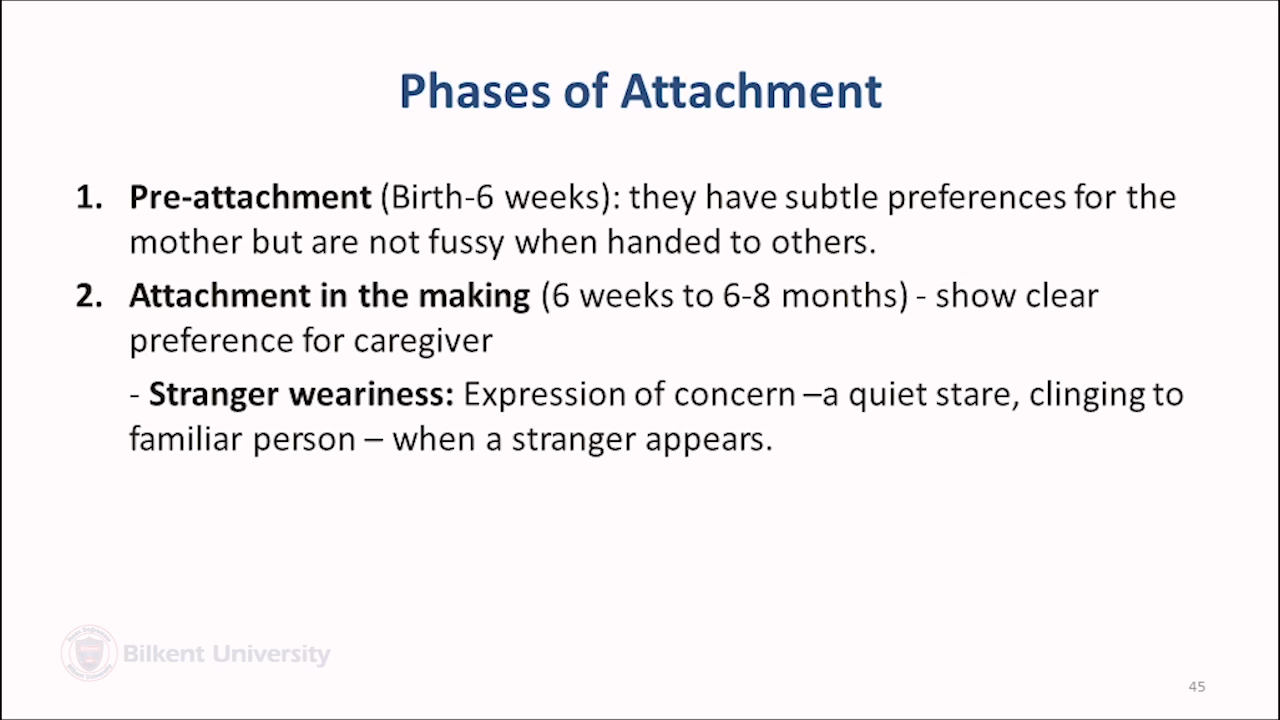 Phases of Attachment
1. Pre-attachment (Birth-6 weeks): they have subtle preferences for the
mother but are not fussy when handed to others.
2. Attachment in the making (6 weeks to 6-8 months) - show clear
preference for caregiver
- Stranger weariness: Expression of concern –a quiet stare, clinging to
familiar person – when a stranger appears.
Bilkent University
45